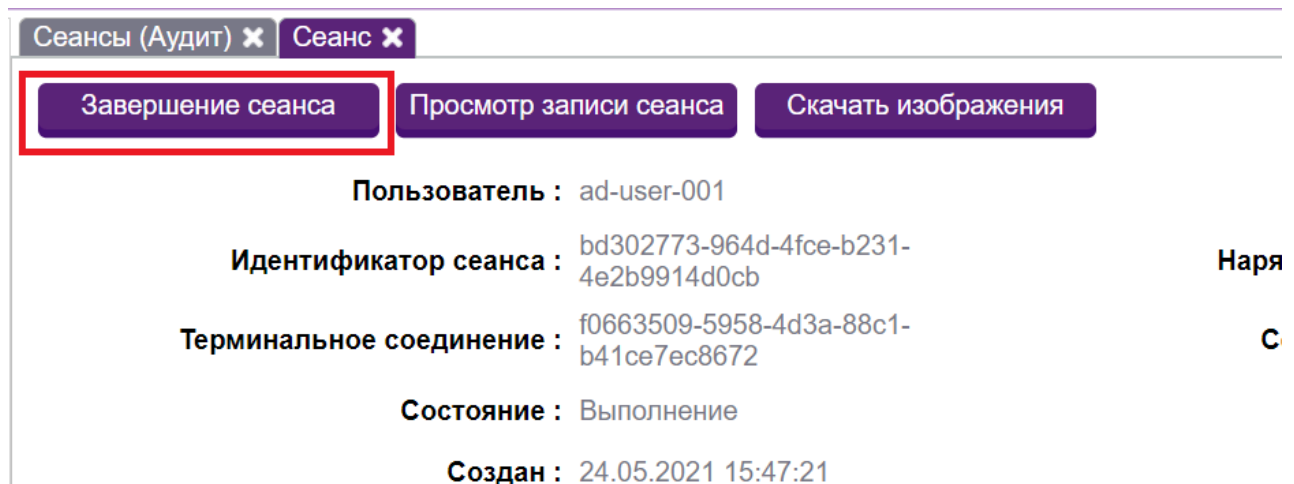 Сеансы (Аудит) Сеанс
Завершение сеанса Просмотр записи сеанса Скачать изображения
Пользователь : ad-user-001
Идентификатор сеанса : bd302773-964d-4fce-b231-
4e2b9914d0cb
Наря
Терминальное соединение : f0663509-5958-4d3a-88c1-
b41ce7ec8672
Состояние : Выполнение
Создан : 24.05.2021 15:47:21